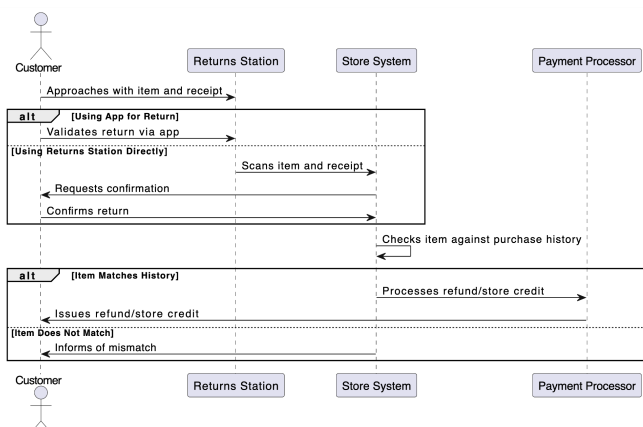 Customer
Returns Station
Store System
Payment Processor
Approaches with item and receipt
alt
[Using App for Return]
Validates return via app
[Using Returns Station Directly]
Scans item and receipt
Requests confirmation
Confirms return
Checks item against purchase history
alt
[Item Matches History]
Processes refund/store credit
Issues refund/store credit
[Item Does Not Match]
Informs of mismatch
Customer
Returns Station
Store System
Payment Processor